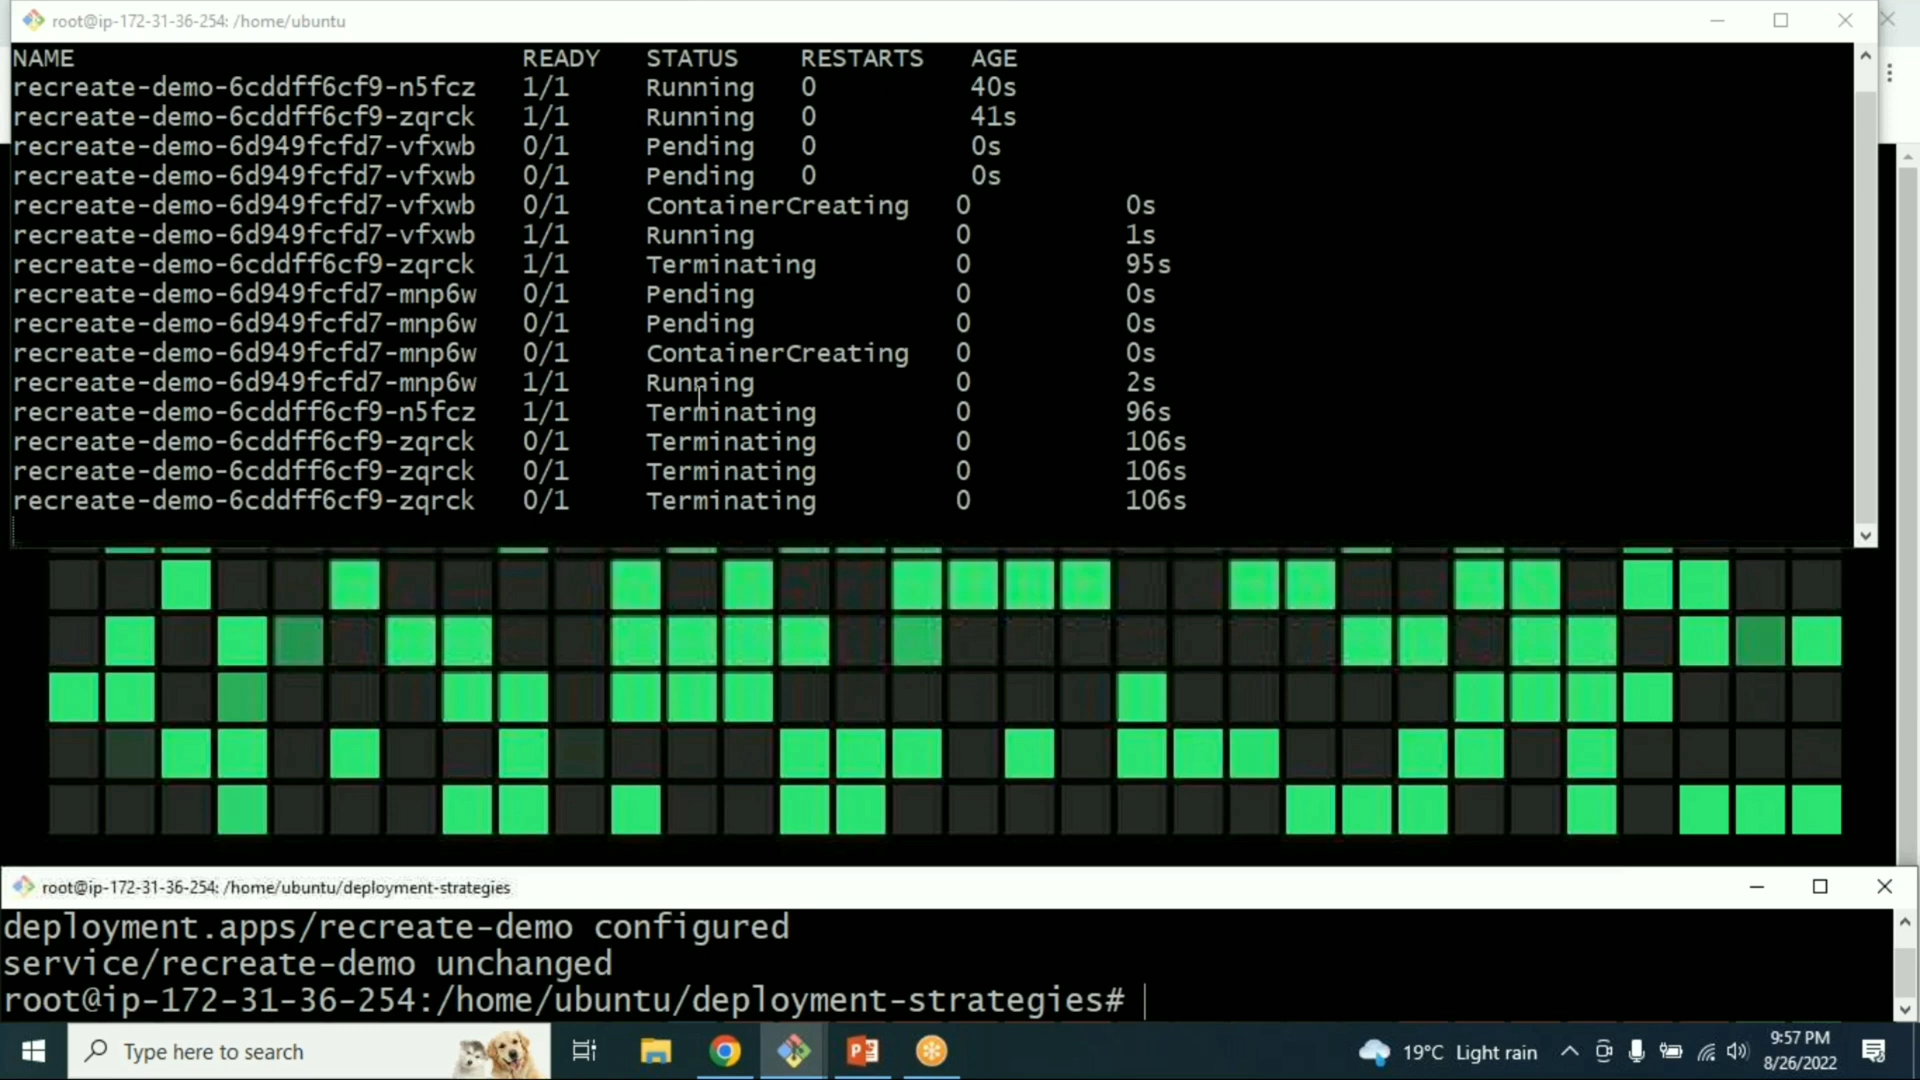 root@ip-172-31-36-254: /home/ubuntu
NAME READY STATUS RESTARTS AGE
recreate-demo-6cddff6cf9-n5fcz 1/1 Running 0 40s
recreate-demo-6cddff6cf9-zqrck 1/1 Running 0 41s
recreate-demo-6d949fcfd7-vfxwb 0/1 Pending 0 0s
recreate-demo-6d949fcfd7-vfxwb 0/1 Pending 0 0s
recreate-demo-6d949fcfd7-vfxwb 0/1 ContainerCreating 0 0s
recreate-demo-6d949fcfd7-vfxwb 1/1 Running 0 1s
recreate-demo-6cddff6cf9-zqrck 1/1 Terminating 0 95s
recreate-demo-6d949fcfd7-mnp6w 0/1 Pending 0 0s
recreate-demo-6d949fcfd7-mnp6w 0/1 Pending 0 0s
recreate-demo-6d949fcfd7-mnp6w 0/1 ContainerCreating 0 0s
recreate-demo-6d949fcfd7-mnp6w 1/1 Running 0 2s
recreate-demo-6cddff6cf9-n5fcz 1/1 Terminating 0 96s
recreate-demo-6cddff6cf9-zqrck 0/1 Terminating 0 106s
recreate-demo-6cddff6cf9-zqrck 0/1 Terminating 0 106s
recreate-demo-6cddff6cf9-zqrck 0/1 Terminating 0 106s
root@ip-172-31-36-254: /home/ubuntu/deployment-strategies
deployment.apps/recreate-demo configured
service/recreate-demo unchanged
root@ip-172-31-36-254:/home/ubuntu/deployment-strategies#
Type here to search
19°C Light rain
9:57 PM
8/26/2022